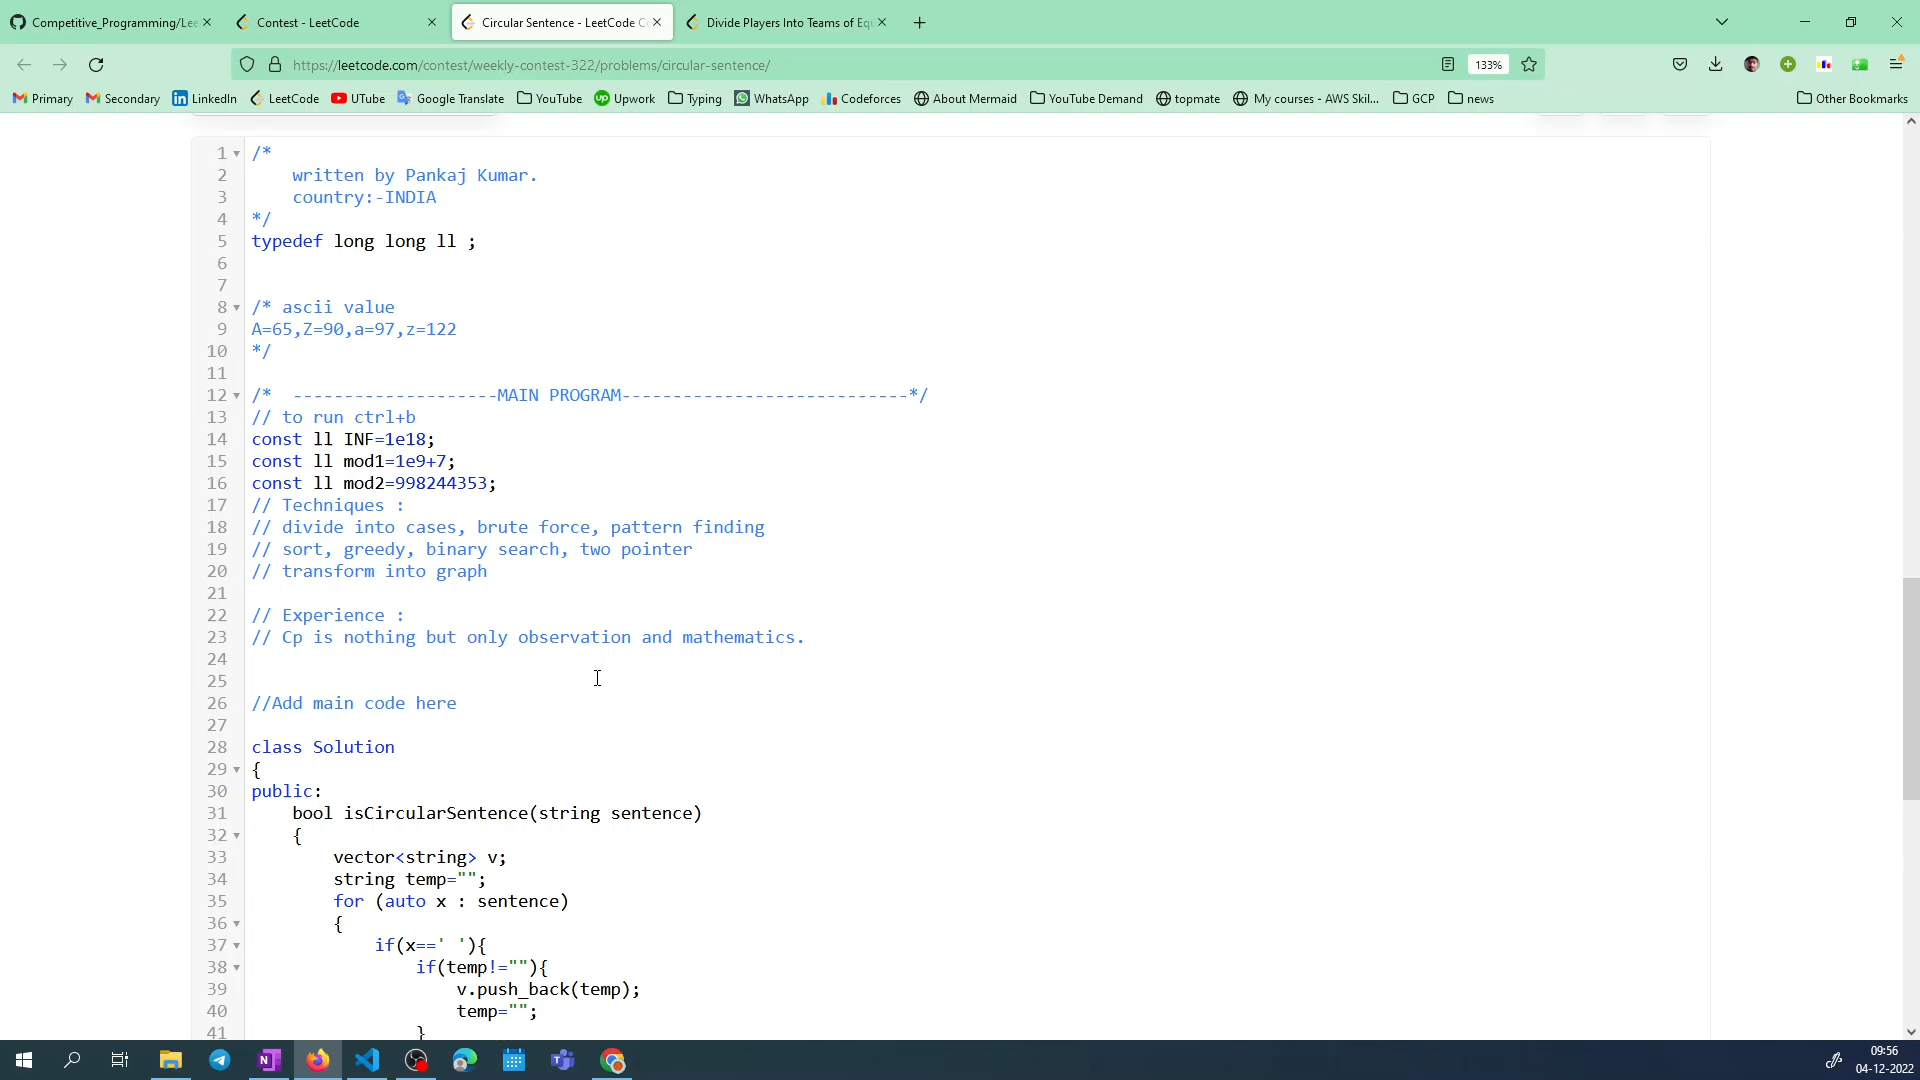 Competitive_Programming/Lee
Contest - LeetCode
Circular Sentence - LeetCode C
Divide Players Into Teams of Equ
https://leetcode.com/contest/weekly-contest-322/problems/circular-sentence/
133%
Primary
Secondary
LinkedIn
LeetCode
UTube
Google Translate
YouTube
Upwork
Typing
WhatsApp
Codeforces
About Mermaid
YouTube Demand
topmate
My courses - AWS Skil...
GCP
news
Other Bookmarks
1 /*
2 written by Pankaj Kumar.
3 country:-INDIA
4 */
5 typedef long long ll ;
6
7
8 /* ascii value
9 A=65,Z=90,a=97,z=122
10 */
11
12 /* --------------------MAIN PROGRAM----------------------------*/
13 // to run ctrl+b
14 const ll INF=1e18;
15 const ll mod1=1e9+7;
16 const ll mod2=998244353;
17 // Techniques :
18 // divide into cases, brute force, pattern finding
19 // sort, greedy, binary search, two pointer
20 // transform into graph
21
22 // Experience :
23 // Cp is nothing but only observation and mathematics.
24
25
26 //Add main code here
27
28 class Solution
29 {
30 public:
31 bool isCircularSentence(string sentence)
32 {
33 vector<string> v;
34 string temp="";
35 for (auto x : sentence)
36 {
37 if(x==' '){
38 if(temp!=""){
39 v.push_back(temp);
40 temp="";
41 }
09:56
04-12-2022